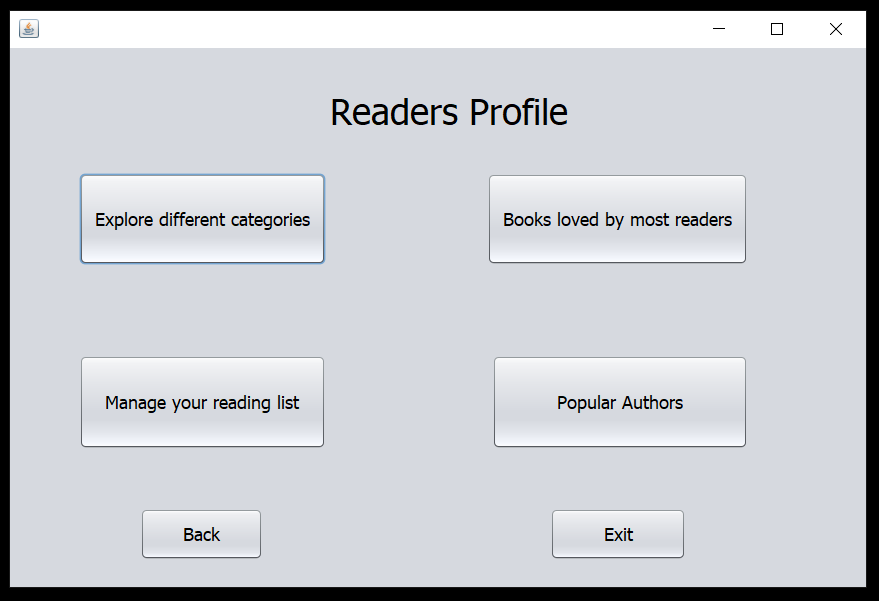 Readers Profile
Explore different categories
Books loved by most readers
Manage your reading list
Popular Authors
Back
Exit